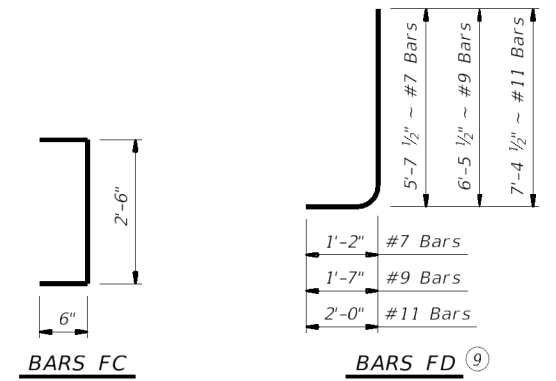 2'-6"
6"
BARS FC
5'-7 1/2" ~ #7 Bars
6'-5 1/2" ~ #9 Bars
7'-4 1/2" ~ #11 Bars
1'-2" #7 Bars
1'-7" #9 Bars
2'-0" #11 Bars
BARS FD 9